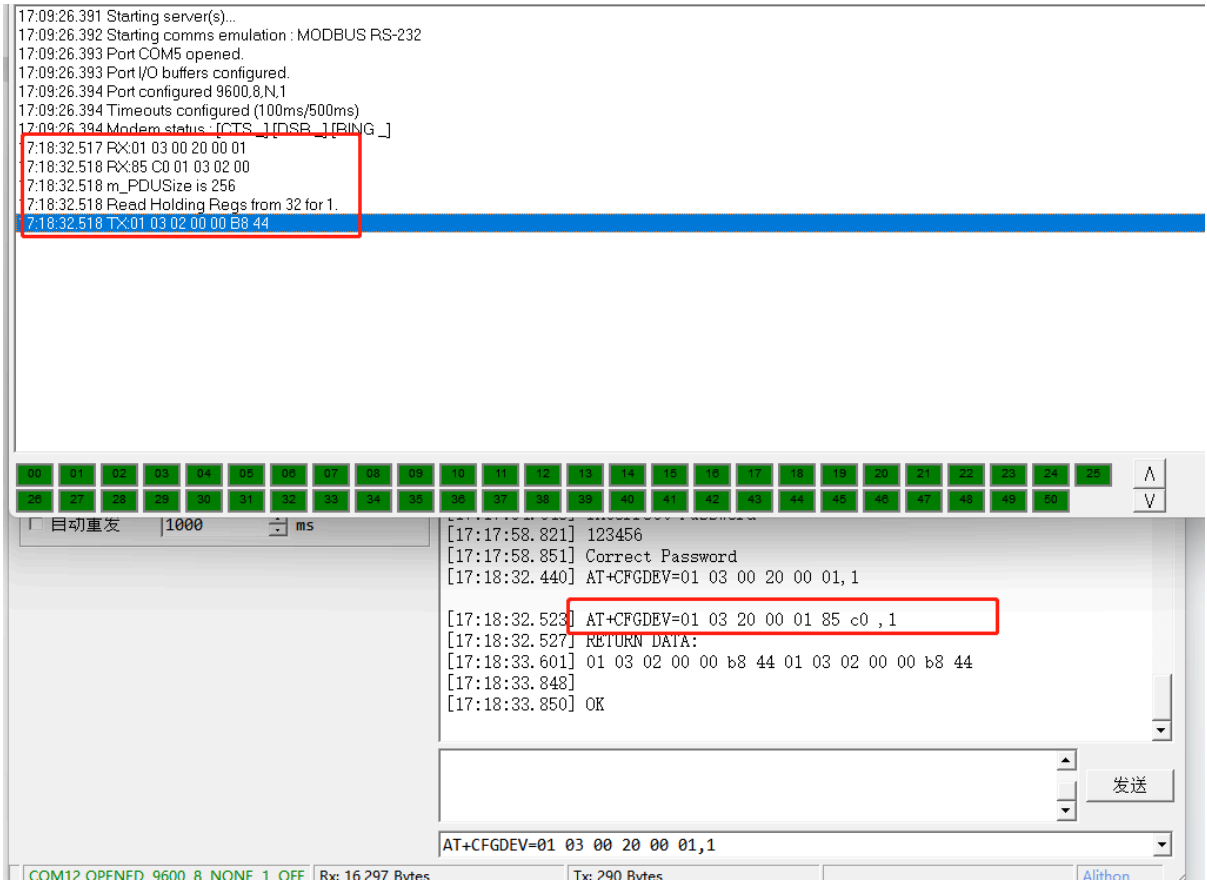 17:09:26.391 Starting server(s)...
17:09:26.392 Starting comms emulation : MODBUS RS-232
17:09:26.393 Port COM5 opened.
17:09:26.393 Port I/O buffers configured.
17:09:26.394 Port configured 9600,8,N,1
17:09:26.394 Timeouts configured (100ms/500ms)
17:09:26.394 Modem status : [CTS _] [DSR _] [RING _]
7:18:32.517 RX:01 03 00 20 00 01
7:18:32.518 RX:85 C0 01 03 02 00
7:18:32.518 m_PDUSize is 256
7:18:32.518 Read Holding Regs from 32 for 1.
7:18:32.518 TX:01 03 02 00 00 B8 44
00 01 02 03 04 05 06 07 08 09 10 11 12 13 14 15 16 17 18 19 20 21 22 23 24 25
26 27 28 29 30 31 32 33 34 35 36 37 38 39 40 41 42 43 44 45 46 47 48 49 50
自动重发 1000 ms
[17:17:58.821] 123456
[17:17:58.851] Correct Password
[17:18:32.440] AT+CFGDEV=01 03 00 20 00 01,1
[17:18:32.523] AT+CFGDEV=01 03 20 00 01 85 c0 ,1
[17:18:32.527] RETURN DATA:
[17:18:33.601] 01 03 02 00 00 b8 44 01 03 02 00 00 b8 44
[17:18:33.848]
[17:18:33.850] OK
发送
AT+CFGDEV=01 03 00 20 00 01,1
COM12 OPENED 9600 8 NONE 1 OFF Rx: 16,297 Bytes Tx: 290 Bytes Alithon